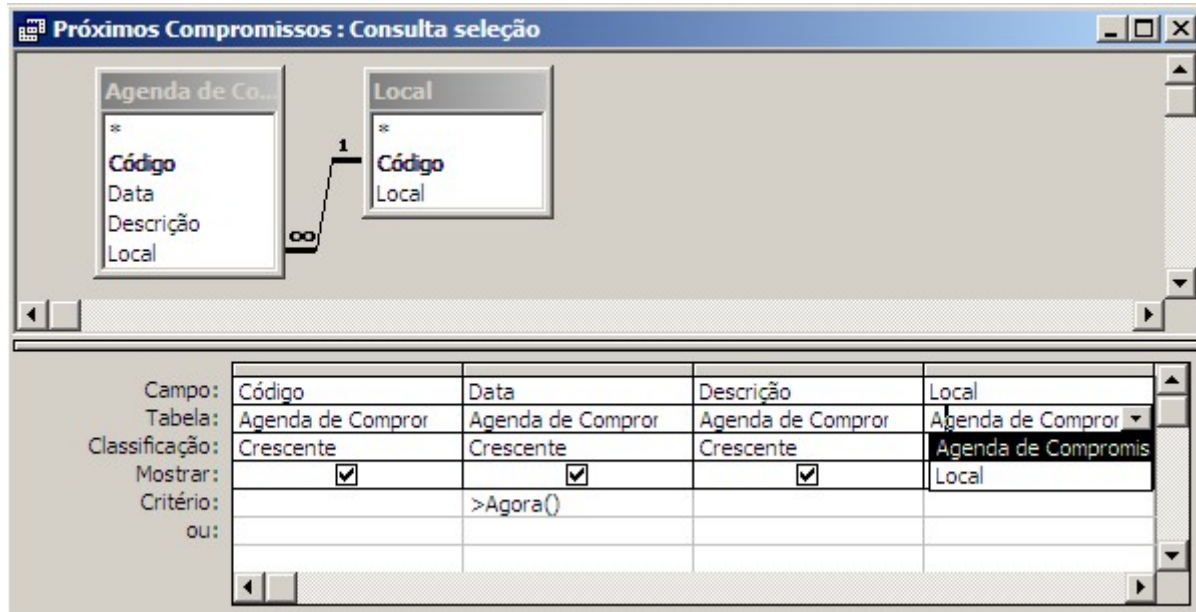 Próximos Compromissos : Consulta seleção
Agenda de Co... Local
* *
Código 1 Código
Data Local
Descrição
∞
Local
Campo: Código Data Descrição Local
Tabela: Agenda de Compror Agenda de Compror Agenda de Compror Agenda de Compror
Classificação: Crescente Crescente Crescente Agenda de Compromis
Mostrar: Local
Critério: >Agora()
ou: